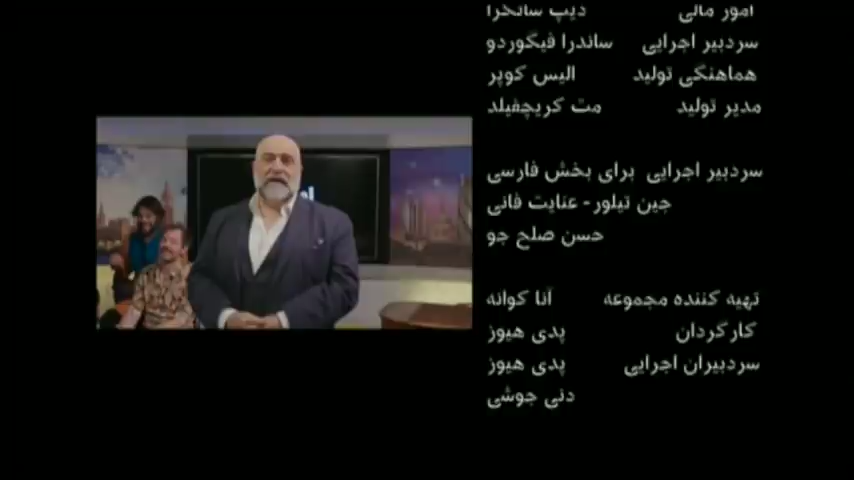 امور مالی دیپ سانگرا
سردبیر اجرایی ساندرا فیگوردو
هماهنگی تولید الیس کوپر
مدیر تولید مت کریچفیلد
سردبیر اجرایی برای بخش فارسی
جین تیلور - عنایت فانی
حسن صلح جو
تهیه کننده مجموعه آنا کوانه
کارگردان پدی هیوز
سردبیران اجرایی پدی هیوز
دنی جوشی